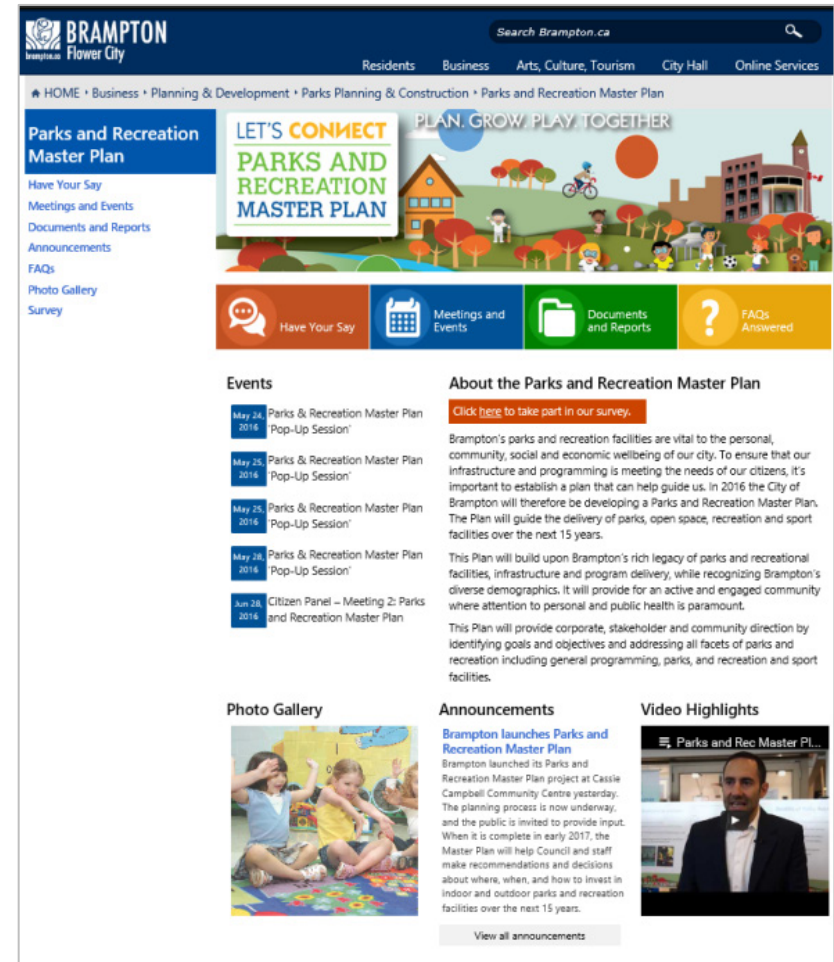 BRAMPTON
brampton.ca Flower City
Search Brampton.ca
Residents Business Arts, Culture, Tourism City Hall Online Services
HOME • Business • Planning & Development • Parks Planning & Construction • Parks and Recreation Master Plan
Parks and Recreation
Master Plan
Have Your Say
Meetings and Events
Documents and Reports
Announcements
FAQs
Photo Gallery
Survey
LET'S CONNECT
PARKS AND
RECREATION
MASTER PLAN
PLAN. GROW. PLAY. TOGETHER
Have Your Say
Meetings and
Events
Documents
and Reports
?
FAQs
Answered
Events
May 24,
2016
Parks & Recreation Master Plan
'Pop-Up Session'
May 25,
2016
Parks & Recreation Master Plan
'Pop-Up Session'
May 25,
2016
Parks & Recreation Master Plan
'Pop-Up Session'
May 28,
2016
Parks & Recreation Master Plan
'Pop-Up Session'
Jun 28,
2016
Citizen Panel – Meeting 2: Parks
and Recreation Master Plan
About the Parks and Recreation Master Plan
Click here to take part in our survey.
Brampton's parks and recreation facilities are vital to the personal,
community, social and economic wellbeing of our city. To ensure that our
infrastructure and programming is meeting the needs of our citizens, it's
important to establish a plan that can help guide us. In 2016 the City of
Brampton will therefore be developing a Parks and Recreation Master Plan.
The Plan will guide the delivery of parks, open space, recreation and sport
facilities over the next 15 years.
This Plan will build upon Brampton's rich legacy of parks and recreational
facilities, infrastructure and program delivery, while recognizing Brampton's
diverse demographics. It will provide for an active and engaged community
where attention to personal and public health is paramount.
This Plan will provide corporate, stakeholder and community direction by
identifying goals and objectives and addressing all facets of parks and
recreation including general programming, parks, and recreation and sport
facilities.
Photo Gallery
Announcements
Brampton launches Parks and
Recreation Master Plan
Brampton launched its Parks and
Recreation Master Plan project at Cassie
Campbell Community Centre yesterday.
The planning process is now underway,
and the public is invited to provide input.
When it is complete in early 2017, the
Master Plan will help Council and staff
make recommendations and decisions
about where, when, and how to invest in
indoor and outdoor parks and recreation
facilities over the next 15 years.
View all announcements
Video Highlights
Parks and Rec Master Pl...